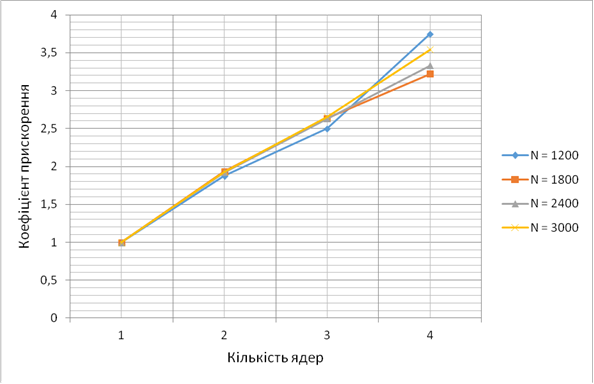 Коефіцієнт прискорення
4
3,5
3
2,5
2
1,5
1
0,5
0
1 2 3 4
Кількість ядер
N = 1200
N = 1800
N = 2400
N = 3000